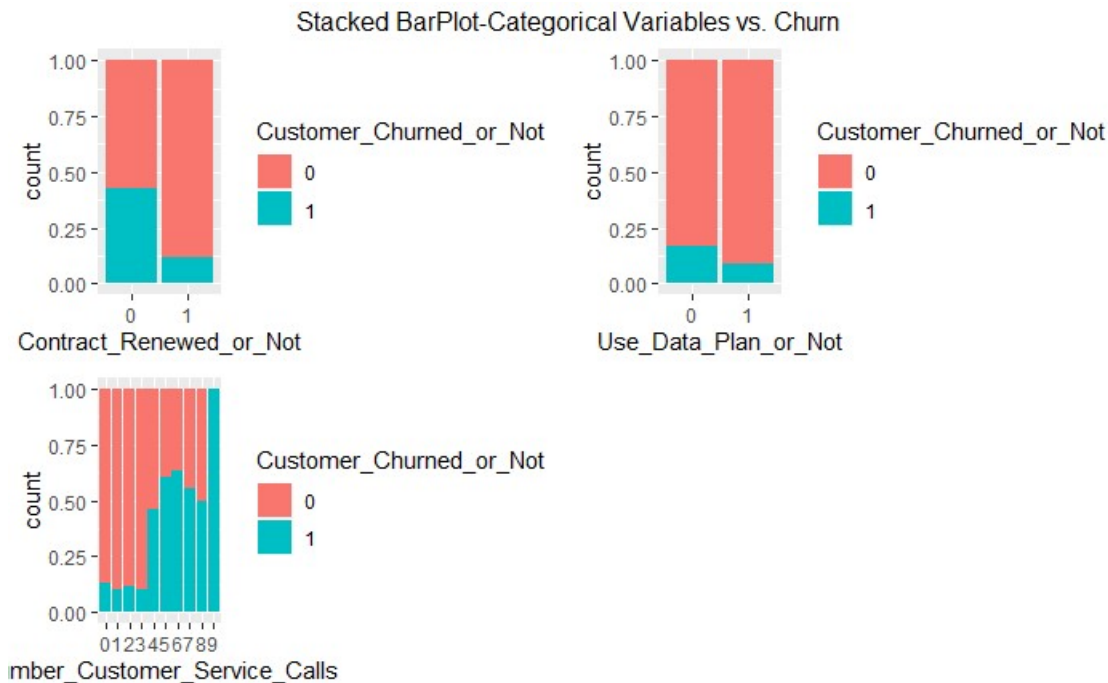 Stacked BarPlot-Categorical Variables vs. Churn
1.00
0.75
0.50
0.25
0.00
count
0 1
Contract_Renewed_or_Not
Customer_Churned_or_Not
0
1
1.00
0.75
0.50
0.25
0.00
count
0 1
Use_Data_Plan_or_Not
Customer_Churned_or_Not
0
1
1.00
0.75
0.50
0.25
0.00
count
0123456789
mber_Customer_Service_Calls
Customer_Churned_or_Not
0
1